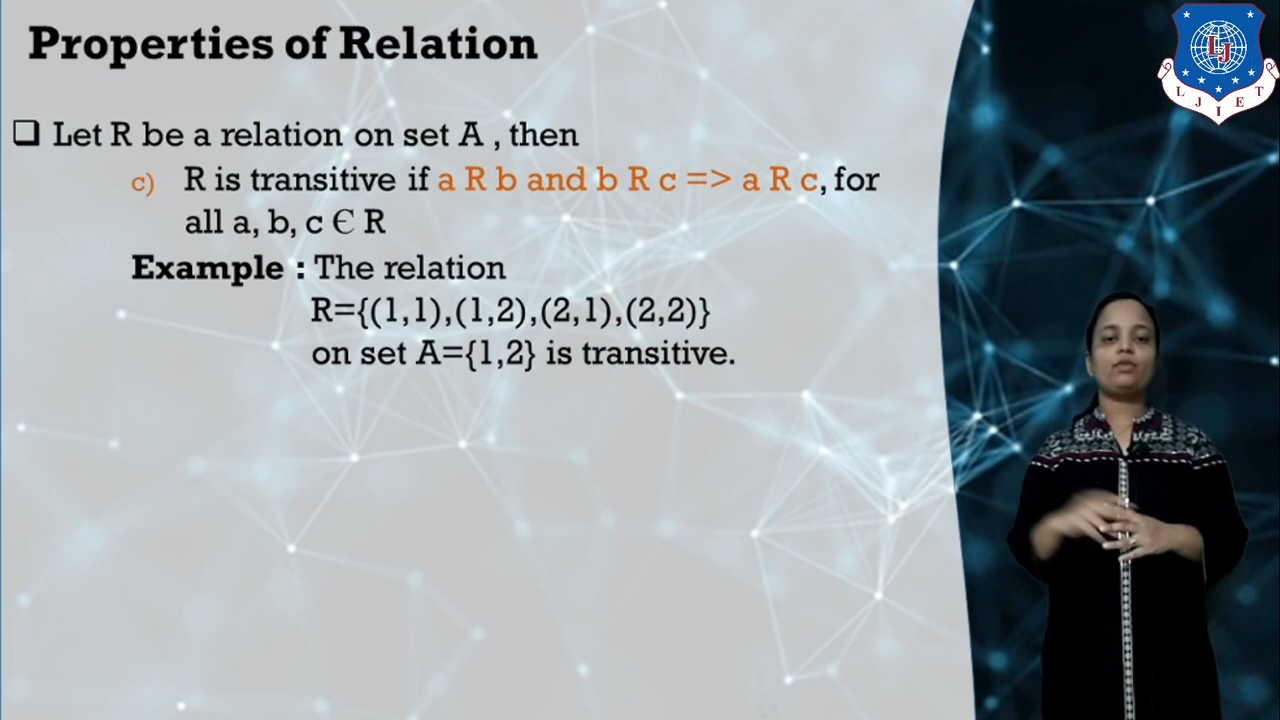 Properties of Relation
❑ Let R be a relation on set A , then
c) R is transitive if a R b and b R c => a R c, for
all a, b, c Є R
Example : The relation
R={(1,1),(1,2),(2,1),(2,2)}
on set A={1,2} is transitive.
LJ
L J I E T